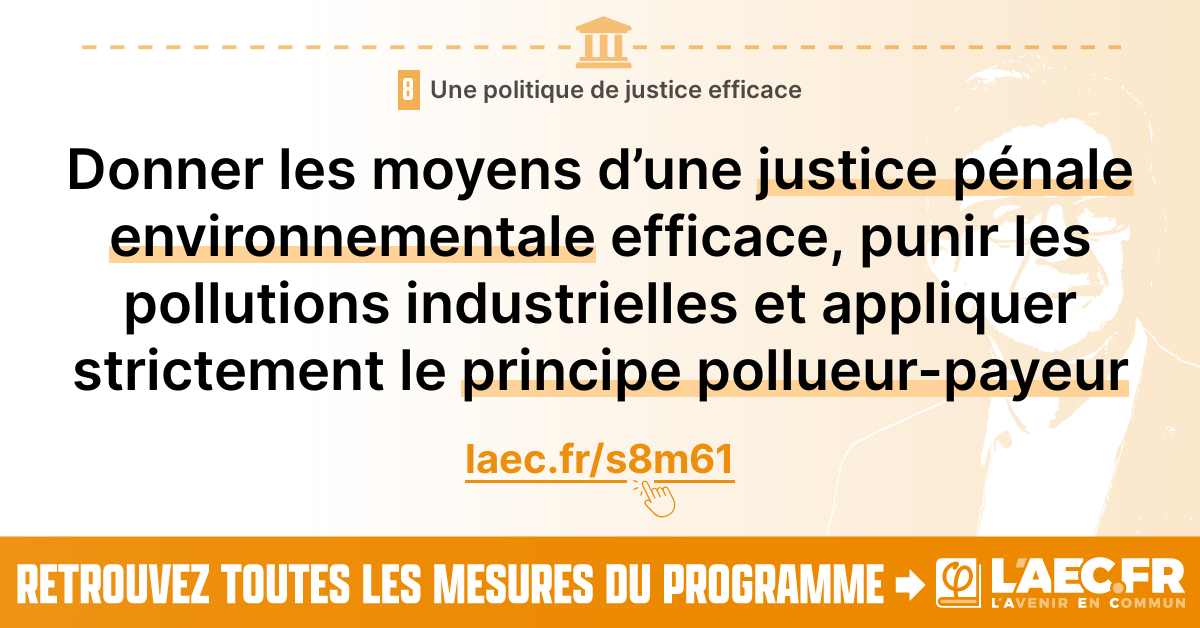 8 Une politique de justice efficace
Donner les moyens d’une justice pénale
environnementale efficace, punir les
pollutions industrielles et appliquer
strictement le principe pollueur-payeur
laec.fr/s8m61
RETROUVEZ TOUTES LES MESURES DU PROGRAMME
φ L'AEC.FR
L'AVENIR EN COMMUN